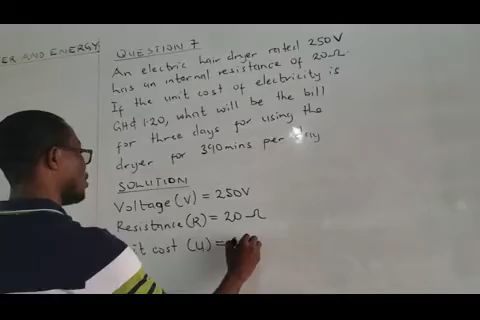 ER AND ENERGY
QUESTION 7
An electric hair dryer rated 250V
has an internal resistance of 20Ω.
If the unit cost of electricity is
GH₵ 1.20, what will be the bill
for three days for using the
dryer for 390mins per
SOLUTION
Voltage (V) = 250V
Resistance (R) = 20Ω
it cost (U) =